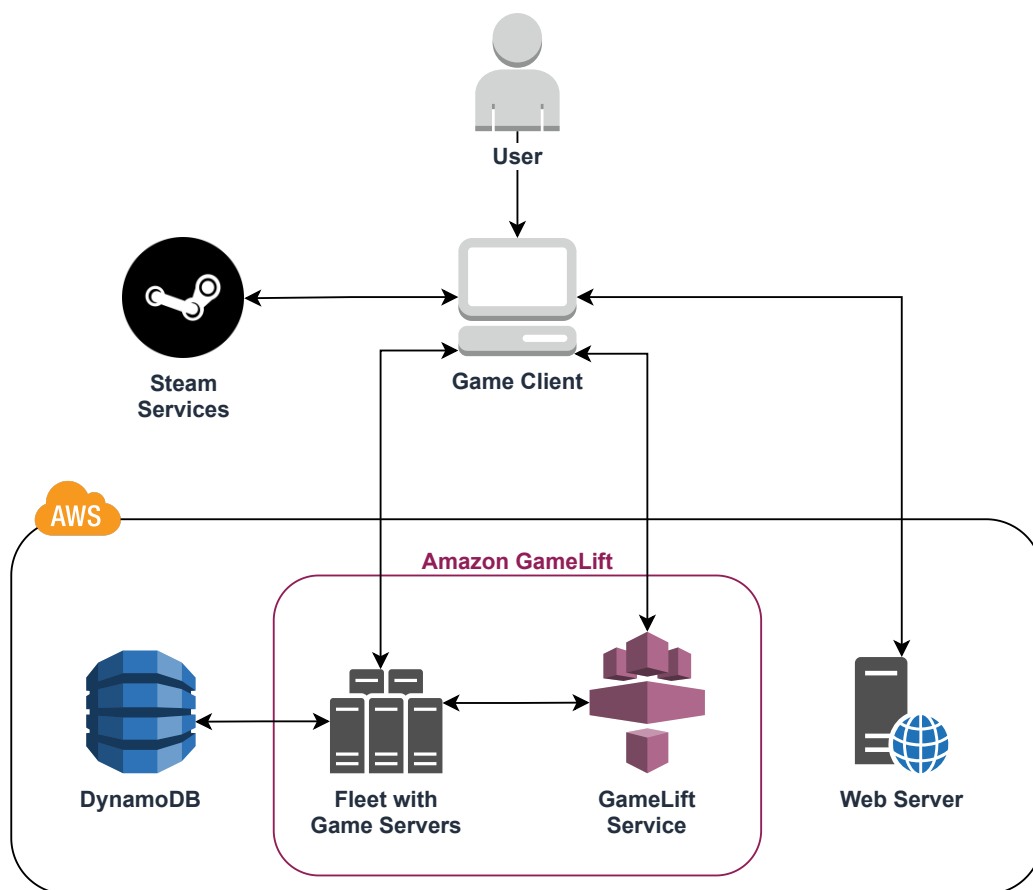 User
Steam
Services
Game Client
AWS
Amazon GameLift
DynamoDB
Fleet with
Game Servers
GameLift
Service
Web Server